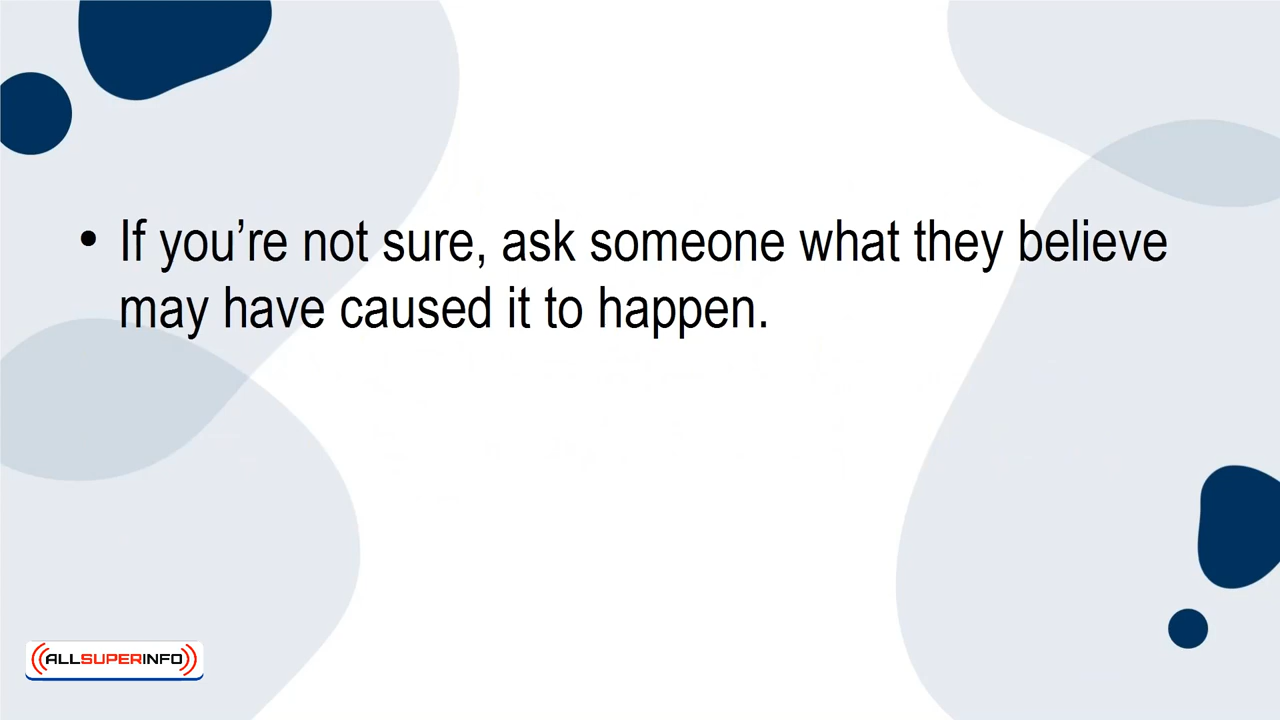 • If you’re not sure, ask someone what they believe
may have caused it to happen.
ALLSUPERINFO